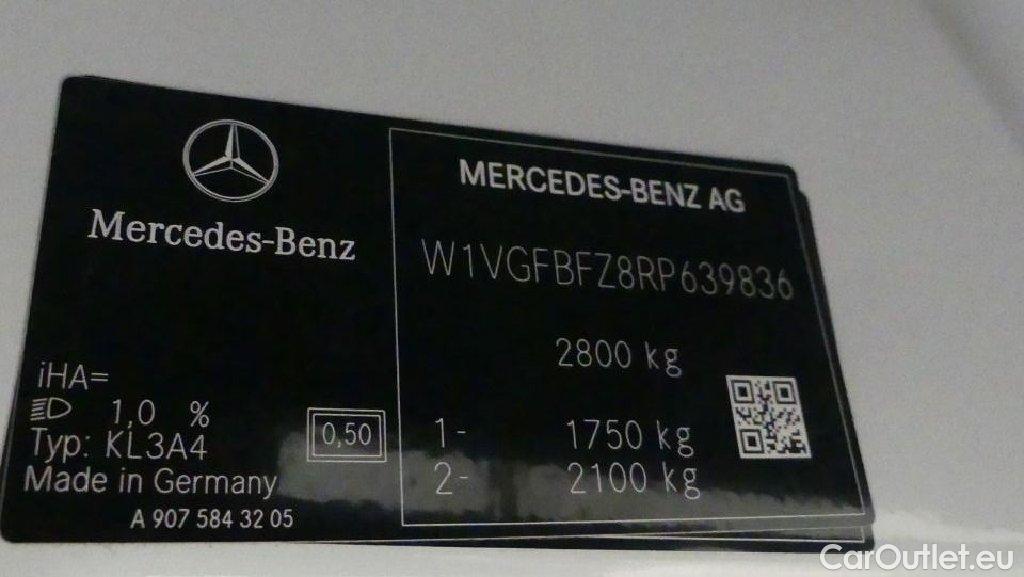 Mercedes-Benz
iHA=
1,0 %
Typ: KL3A4
Made in Germany
A 907 584 32 05
0,50
MERCEDES-BENZ AG
W1VGFBFZ8RP639836
2800 kg
1- 1750 kg
2- 2100 kg
CarOutlet.eu